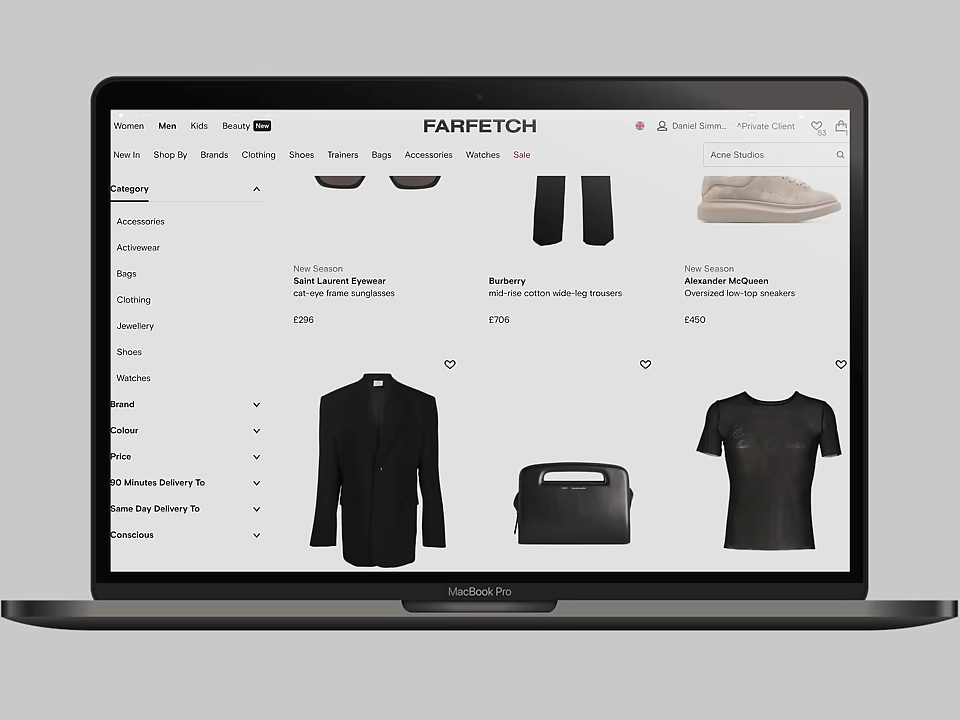 Women Men Kids Beauty New FARFETCH Daniel Simm... ^Private Client 53 1
New In Shop By Brands Clothing Shoes Trainers Bags Accessories Watches Sale Acne Studios
Category
Accessories
Activewear
Bags
Clothing
Jewellery
Shoes
Watches
Brand
Colour
Price
90 Minutes Delivery To
Same Day Delivery To
Conscious
New Season
Saint Laurent Eyewear
cat-eye frame sunglasses
£296
Burberry
mid-rise cotton wide-leg trousers
£706
New Season
Alexander McQueen
Oversized low-top sneakers
£450
MacBook Pro